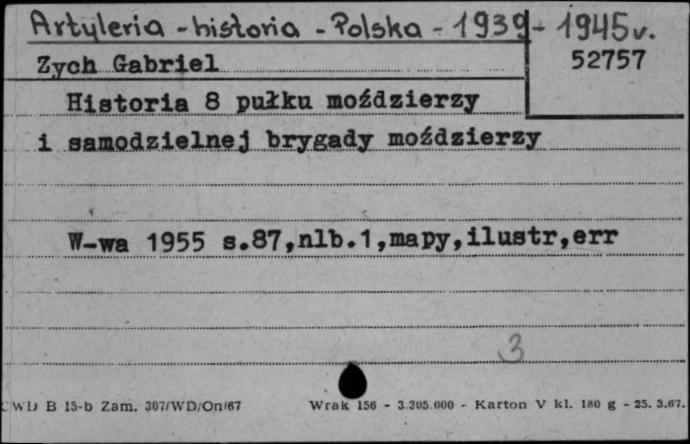 Artyleria - historia - Polska - 1939 - 1945 r.
Zych Gabriel
52757
Historia 8 pułku moździerzy
i samodzielnej brygady moździerzy
W-wa 1955 s.87,nlb.1,mapy,ilustr,err
3
CWD B 15-b Zam. 307/WD/On/67 Wrak 156 - 3.305.000 - Karton V kl. 180 g - 25. 3.67.